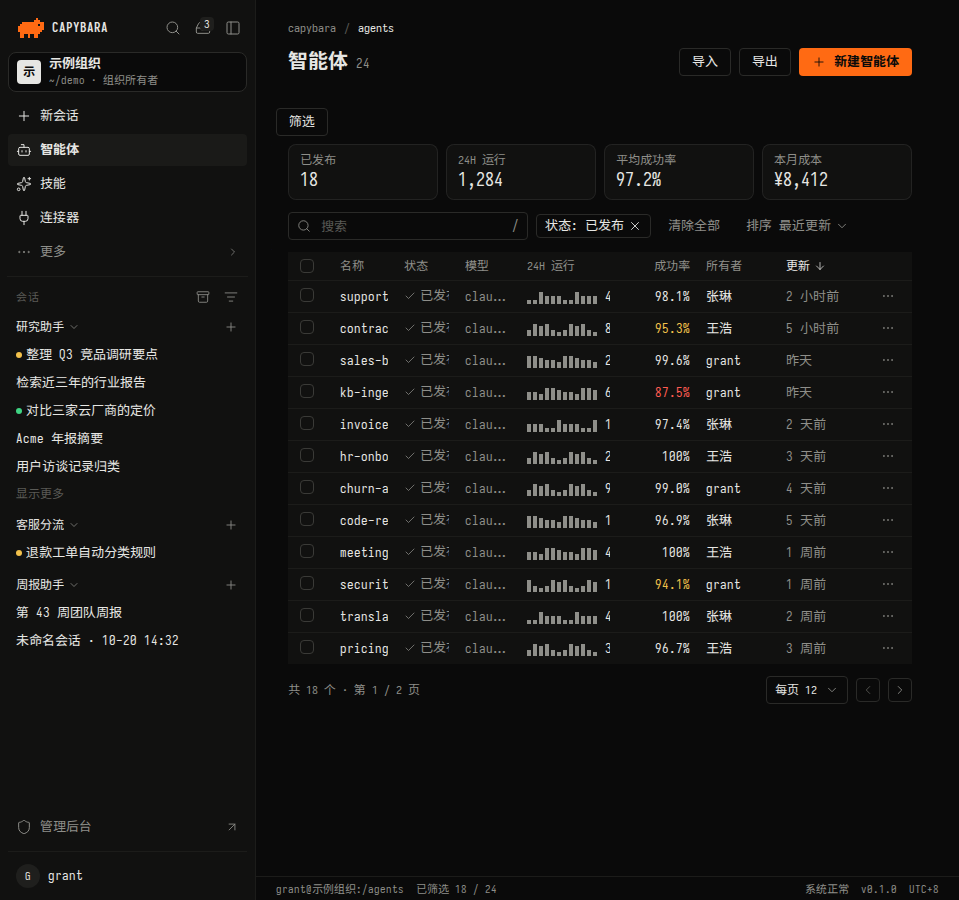 CAPYBARA
3
示 示例组织
~/demo · 组织所有者
新会话
智能体
技能
连接器
更多
会话
研究助手
整理 Q3 竞品调研要点
检索近三年的行业报告
对比三家云厂商的定价
Acme 年报摘要
用户访谈记录归类
显示更多
客服分流
退款工单自动分类规则
周报助手
第 43 周团队周报
未命名会话 · 10-20 14:32
管理后台
G grant
capybara / agents
智能体 24
导入 导出 + 新建智能体
筛选
已发布
18
24H 运行
1,284
平均成功率
97.2%
本月成本
¥8,412
搜索 / 状态: 已发布 × 清除全部 排序 最近更新
名称 状态 模型 24H 运行 成功率 所有者 更新 ↓
support ✓ 已发 clau... 4 98.1% 张琳 2 小时前 ···
contrac ✓ 已发 clau... 8 95.3% 王浩 5 小时前 ···
sales-b ✓ 已发 clau... 2 99.6% grant 昨天 ···
kb-inge ✓ 已发 clau... 6 87.5% grant 昨天 ···
invoice ✓ 已发 clau... 1 97.4% 张琳 2 天前 ···
hr-onbo ✓ 已发 clau... 2 100% 王浩 3 天前 ···
churn-a ✓ 已发 clau... 9 99.0% grant 4 天前 ···
code-re ✓ 已发 clau... 1 96.9% 张琳 5 天前 ···
meeting ✓ 已发 clau... 4 100% 王浩 1 周前 ···
securit ✓ 已发 clau... 1 94.1% grant 1 周前 ···
transla ✓ 已发 clau... 4 100% 张琳 2 周前 ···
pricing ✓ 已发 clau... 3 96.7% 王浩 3 周前 ···
共 18 个 · 第 1 / 2 页 每页 12
grant@示例组织:/agents 已筛选 18 / 24 系统正常 v0.1.0 UTC+8